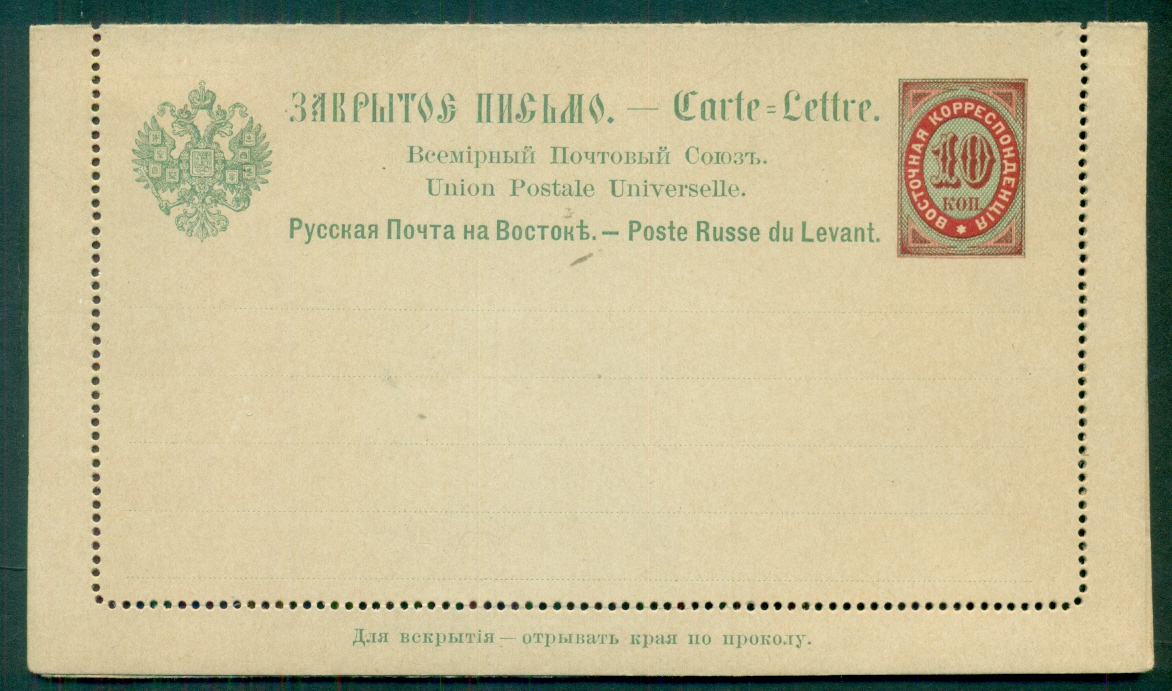 ЗАКРЫТОЕ ПИСЬМО. — Carte=Lettre.
Всемірный Почтовый Союзъ.
Union Postale Universelle.
Русская Почта на Востокѣ. — Poste Russe du Levant.
ВОСТОЧНАЯ КОРРЕСПОНДЕНЦІЯ *
10
КОП
Для вскрытія — отрывать края по проколу.